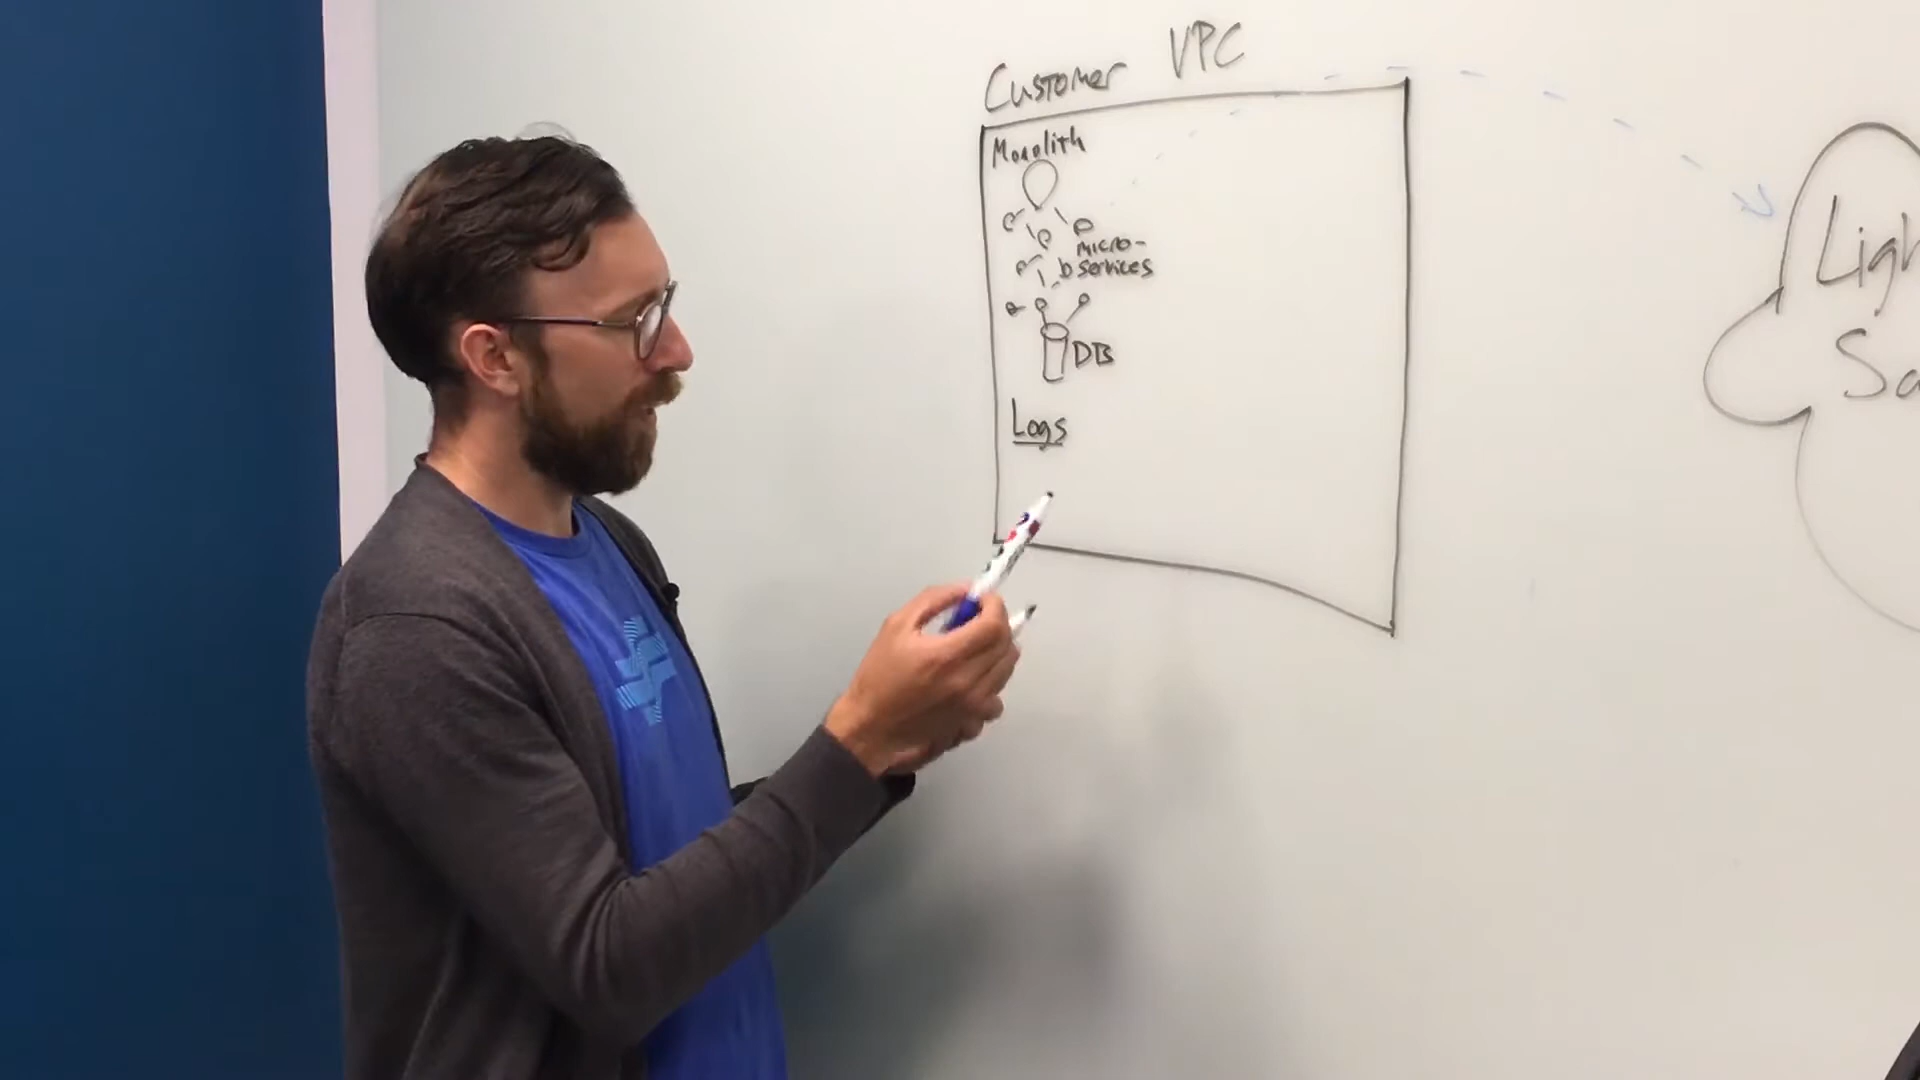 Customer VPC
Monolith
micro-
services
DB
Logs
Ligh
Sa